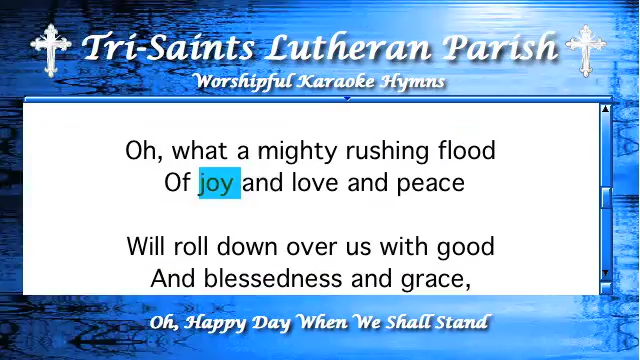 Tri-Saints Lutheran Parish
Worshipful Karaoke Hymns
Oh, what a mighty rushing flood
Of joy and love and peace
Will roll down over us with good
And blessedness and grace,
Oh, Happy Day When We Shall Stand